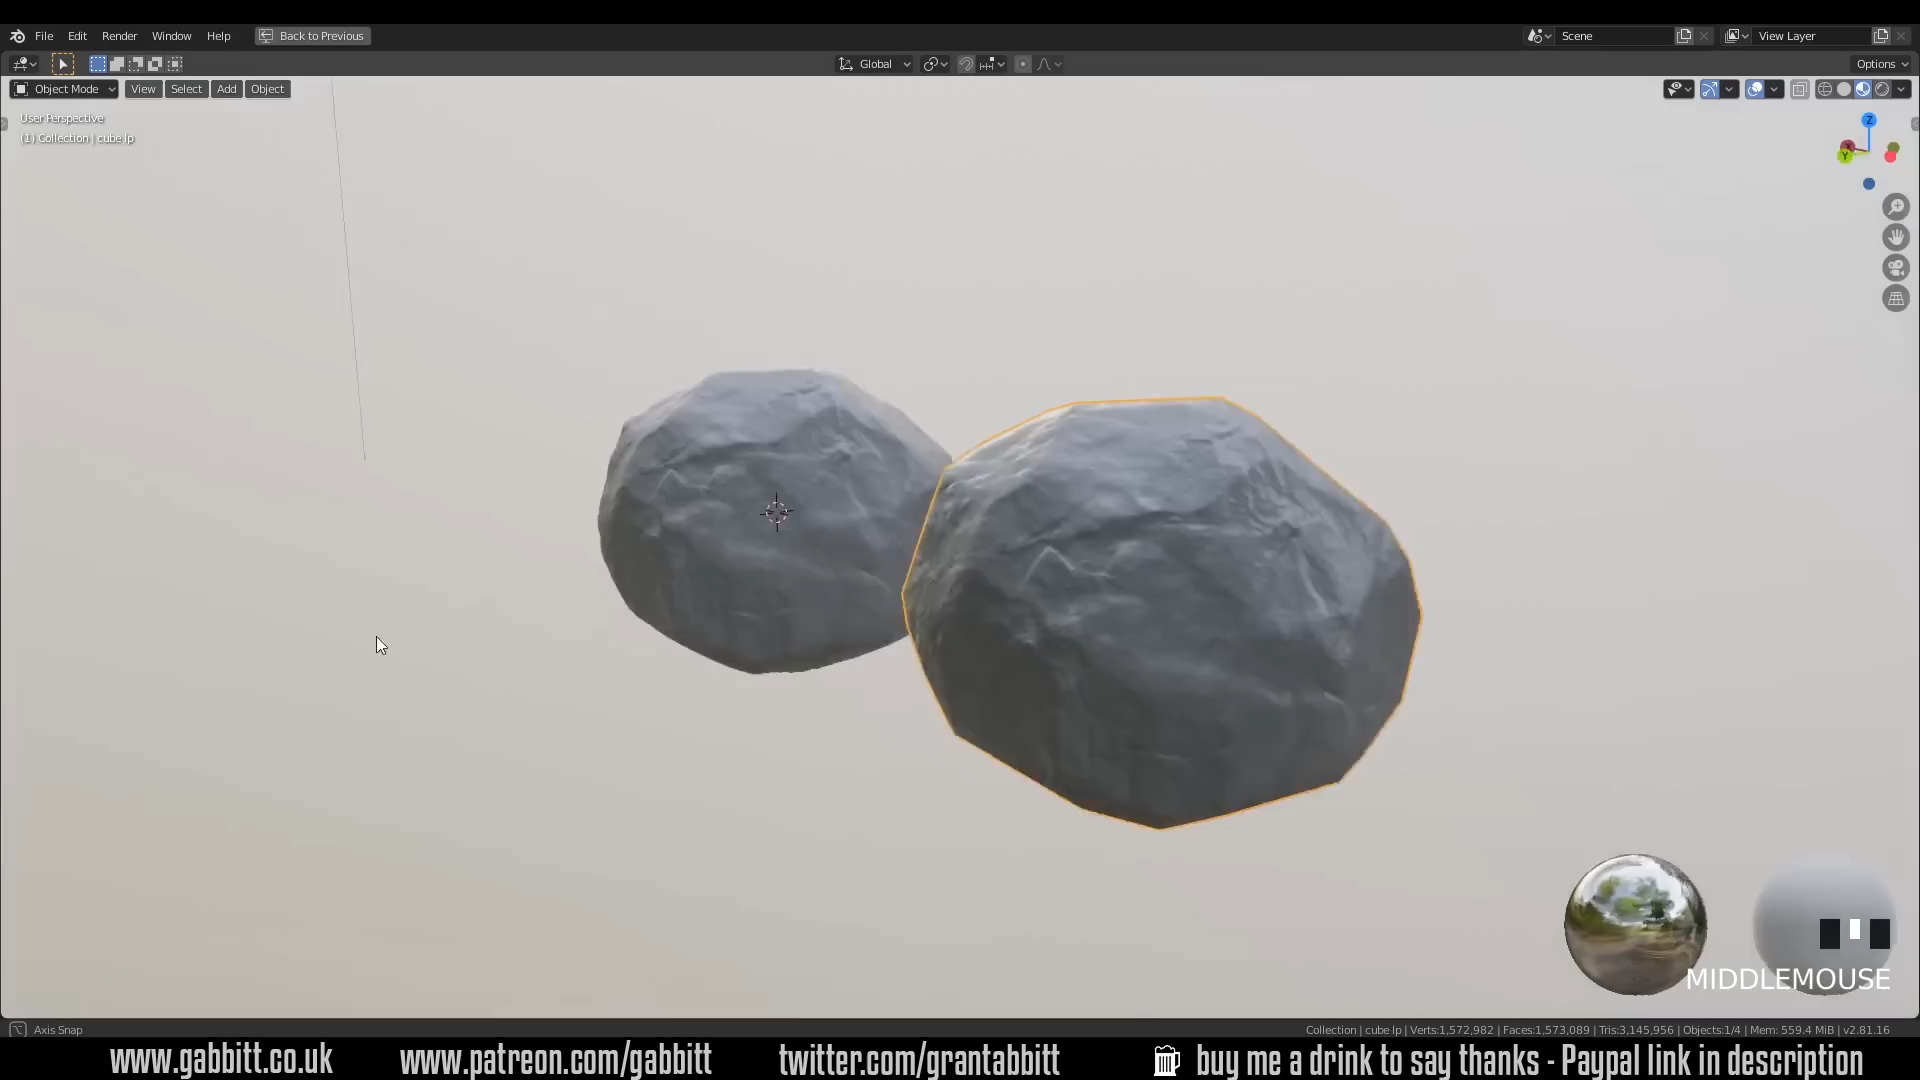 File Edit Render Window Help Back to Previous Scene View Layer
Global Options
Object Mode View Select Add Object
User Perspective
(1) Collection | cube lp
Z
X
Y
MIDDLEMOUSE
Axis Snap Collection | cube lp | Verts:1,572,982 | Faces:1,573,089 | Tris:3,145,956 | Objects:1/4 | Mem: 559.4 MiB | v2.81.16
www.gabbitt.co.uk www.patreon.com/gabbitt twitter.com/grantabbitt buy me a drink to say thanks - Paypal link in description